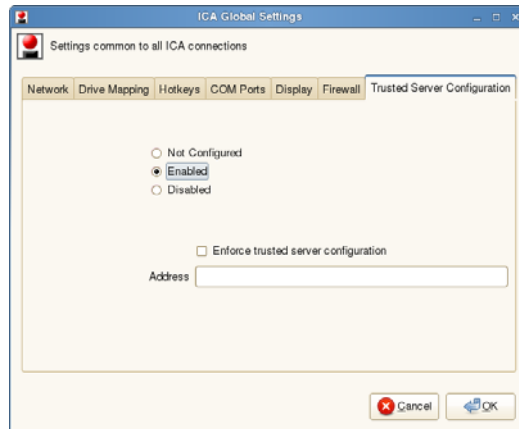 ICA Global Settings
Settings common to all ICA connections
Network Drive Mapping Hotkeys COM Ports Display Firewall Trusted Server Configuration
Not Configured
Enabled
Disabled
Enforce trusted server configuration
Address
Cancel OK